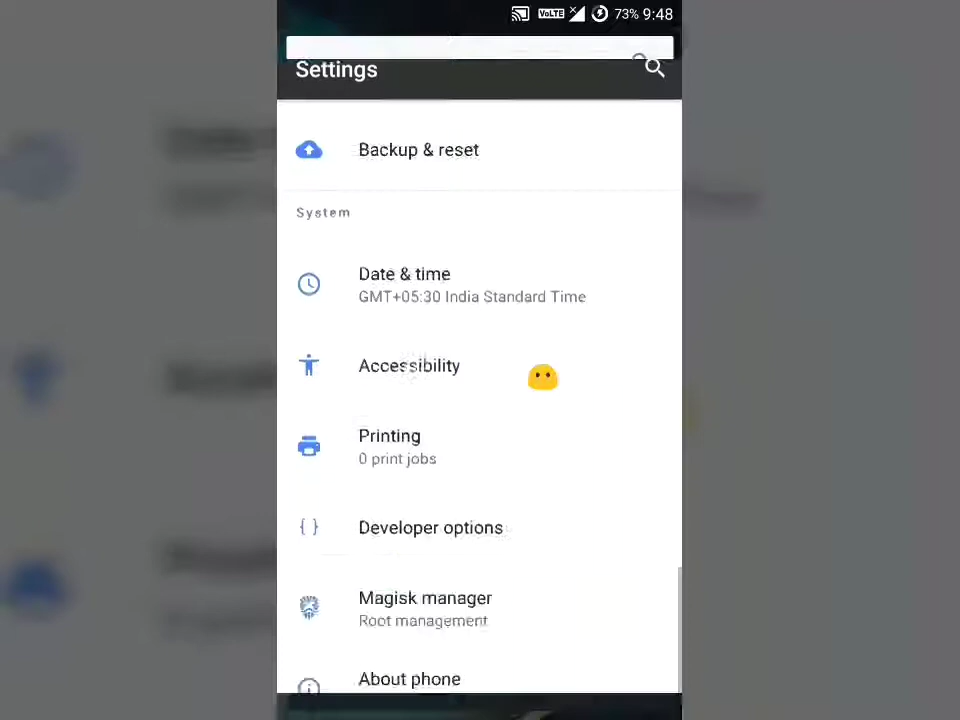 VoLTE 73% 9:48
Settings
Backup & reset
System
Date & time
GMT+05:30 India Standard Time
Accessibility
Printing
0 print jobs
{ } Developer options
Magisk manager
Root management
About phone